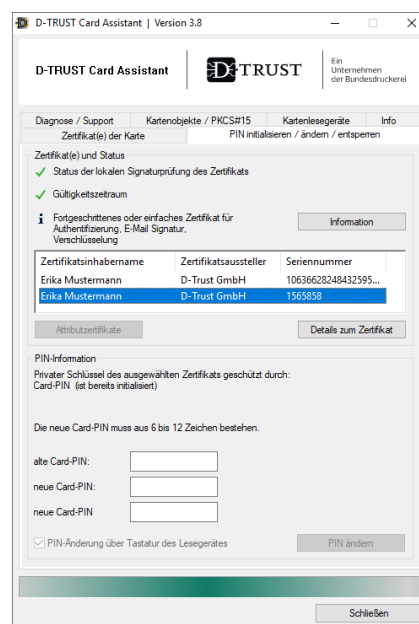 D-TRUST Card Assistant | Version 3.8
D-TRUST Card Assistant
D-TRUST
Ein
Unternehmen
der Bundesdruckerei
Diagnose / Support Kartenobjekte / PKCS#15 Kartenlesegeräte Info
Zertifikat(e) der Karte PIN initialisieren / ändern / entsperren
Zertifikat(e) und Status
Status der lokalen Signaturprüfung des Zertifikats
Gültigkeitszeitraum
Fortgeschrittenes oder einfaches Zertifikat für
Authentifizierung, E-Mail Signatur,
Verschlüsselung
Information
Zertifikatsinhabername Zertifikatsaussteller Seriennummer
Erika Mustermann D-Trust GmbH 10636628248432595...
Erika Mustermann D-Trust GmbH 1565858
Attributzertifikate Details zum Zertifikat
PIN-Information
Privater Schlüssel des ausgewählten Zertifikats geschützt durch:
Card-PIN (ist bereits initialisiert)
Die neue Card-PIN muss aus 6 bis 12 Zeichen bestehen.
alte Card-PIN:
neue Card-PIN:
neue Card-PIN
PIN-Änderung über Tastatur des Lesegerätes PIN ändern
Schließen